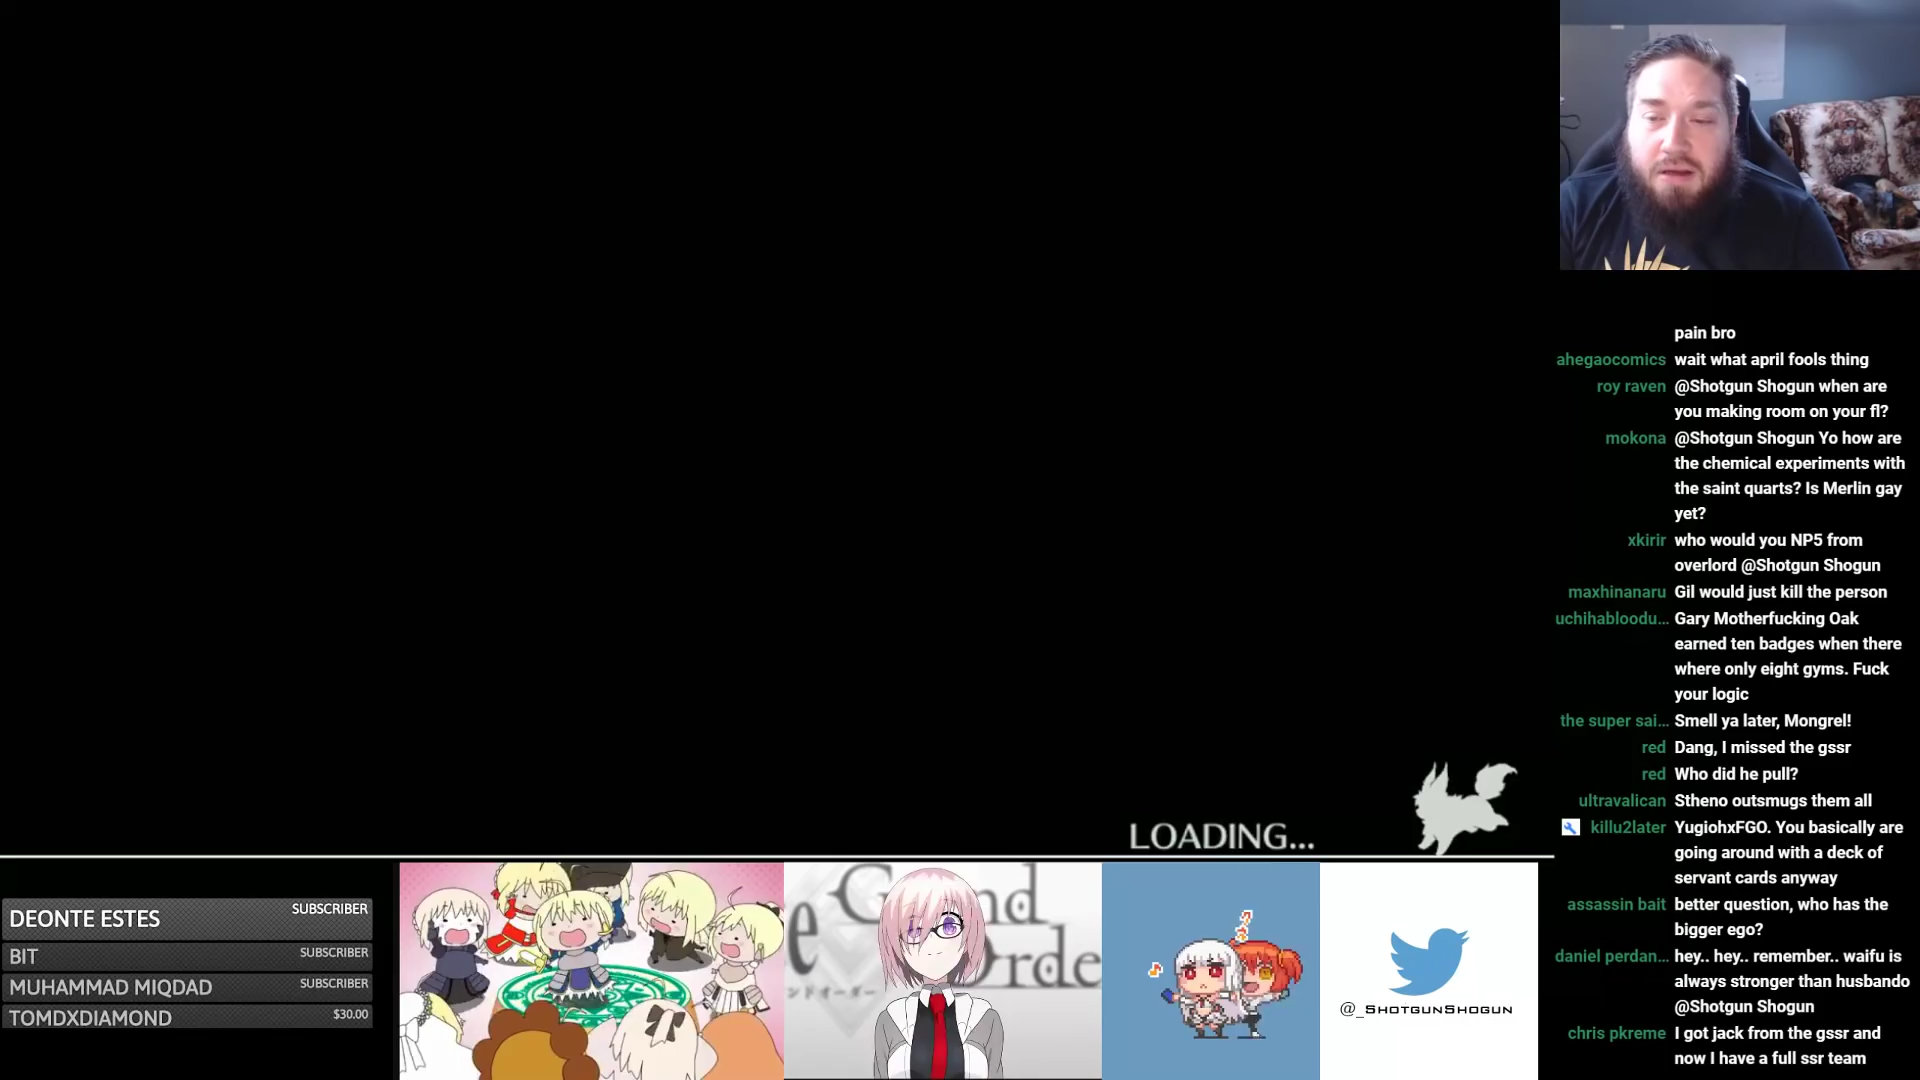 pain bro
ahegaocomics wait what april fools thing
roy raven @Shotgun Shogun when are
you making room on your fl?
mokona @Shotgun Shogun Yo how are
the chemical experiments with
the saint quarts? Is Merlin gay
yet?
xkirir who would you NP5 from
overlord @Shotgun Shogun
maxhinanaru Gil would just kill the person
uchihabloodu... Gary Motherfucking Oak
earned ten badges when there
where only eight gyms. Fuck
your logic
the super sai... Smell ya later, Mongrel!
red Dang, I missed the gssr
red Who did he pull?
ultravalican Stheno outsmugs them all
killu2later YugiohxFGO. You basically are
going around with a deck of
servant cards anyway
assassin bait better question, who has the
bigger ego?
daniel perdan... hey.. hey.. remember.. waifu is
always stronger than husbando
@Shotgun Shogun
chris pkreme I got jack from the gssr and
now I have a full ssr team
LOADING...
DEONTE ESTES SUBSCRIBER
BIT SUBSCRIBER
MUHAMMAD MIQDAD SUBSCRIBER
TOMDXDIAMOND $30.00
e Grand
Orde
ンドオーダー
@_SHOTGUNSHOGUN